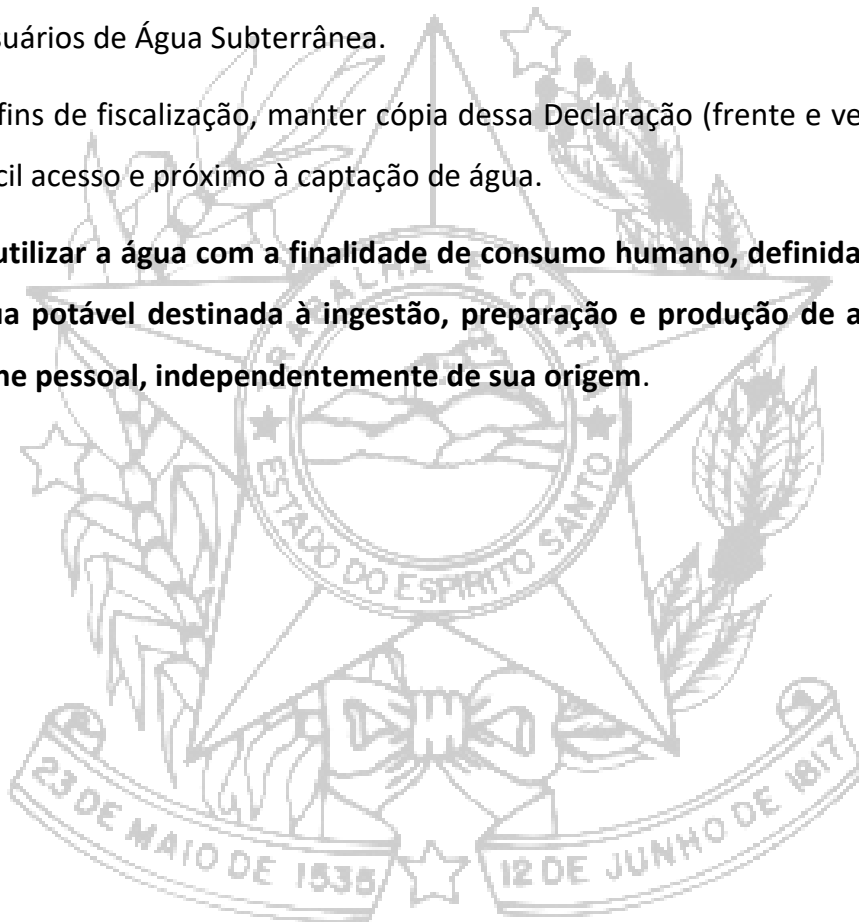 suários de Água Subterrânea.
fins de fiscalização, manter cópia dessa Declaração (frente e ve
cil acesso e próximo à captação de água.
utilizar a água com a finalidade de consumo humano, definida
ua potável destinada à ingestão, preparação e produção de a
ne pessoal, independentemente de sua origem.
TRABALHA E CONFIA
ESTADO DO ESPIRITO SANTO
23 DE MAIO DE 1535
12 DE JUNHO DE 1817